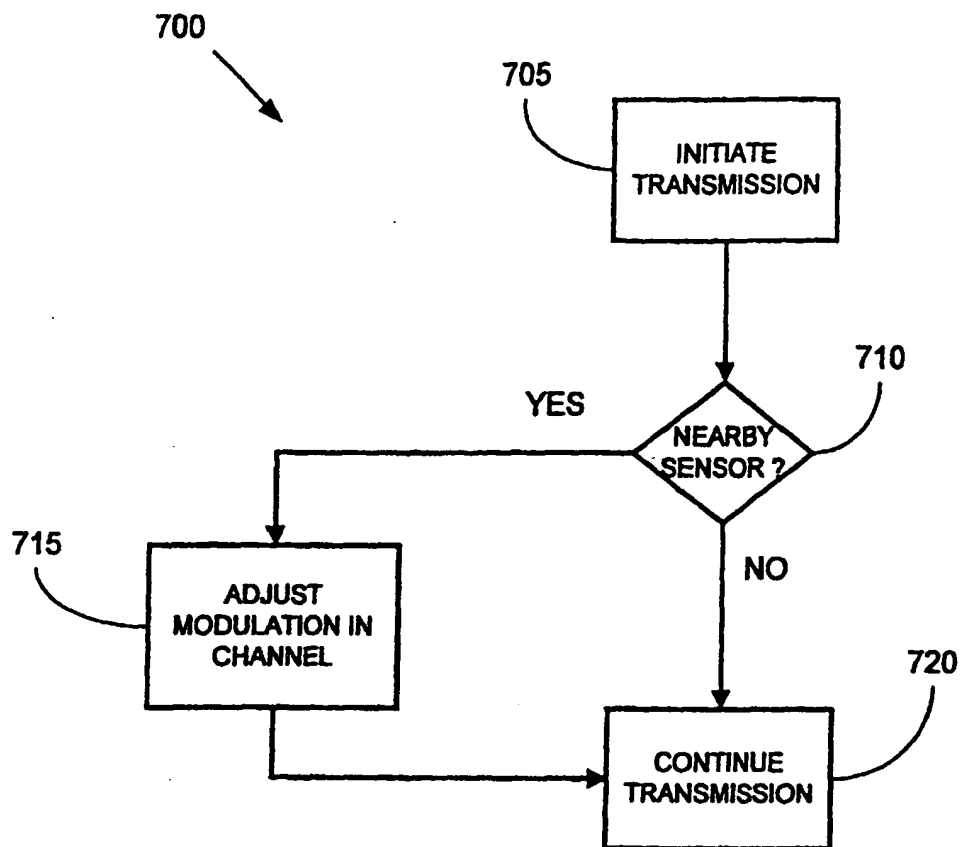 700
705
INITIATE
TRANSMISSION
710
YES
NEARBY
SENSOR ?
715
NO
ADJUST
MODULATION IN
CHANNEL
720
CONTINUE
TRANSMISSION